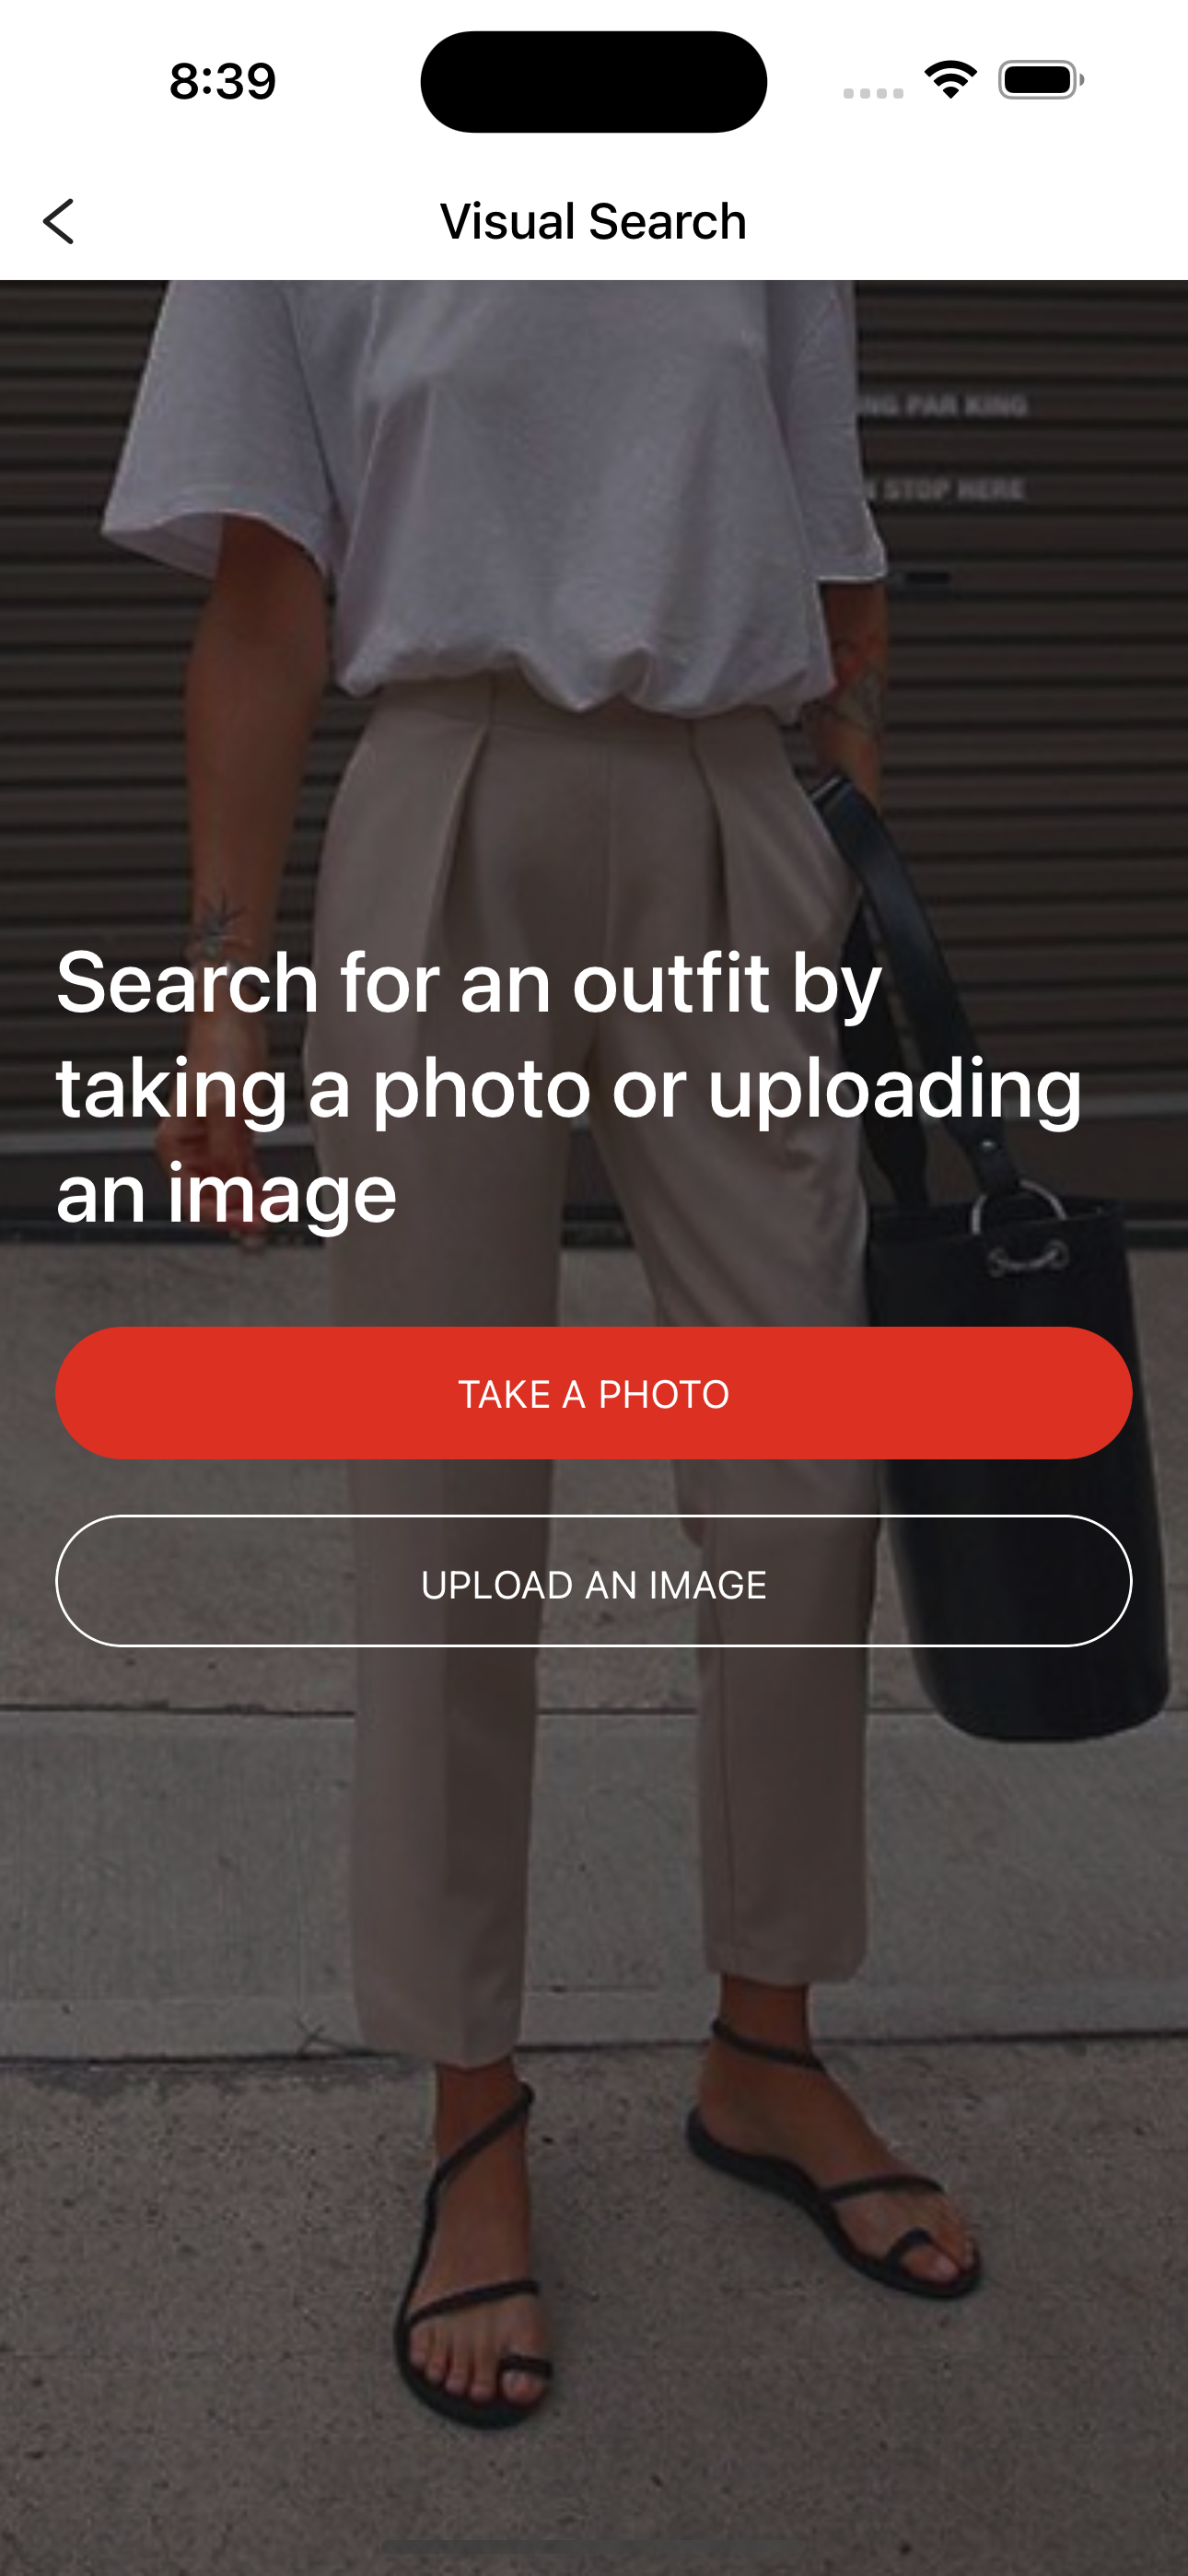 8:39
Visual Search
NG PAR KING
STOP HERE
Search for an outfit by
taking a photo or uploading
an image
TAKE A PHOTO
UPLOAD AN IMAGE